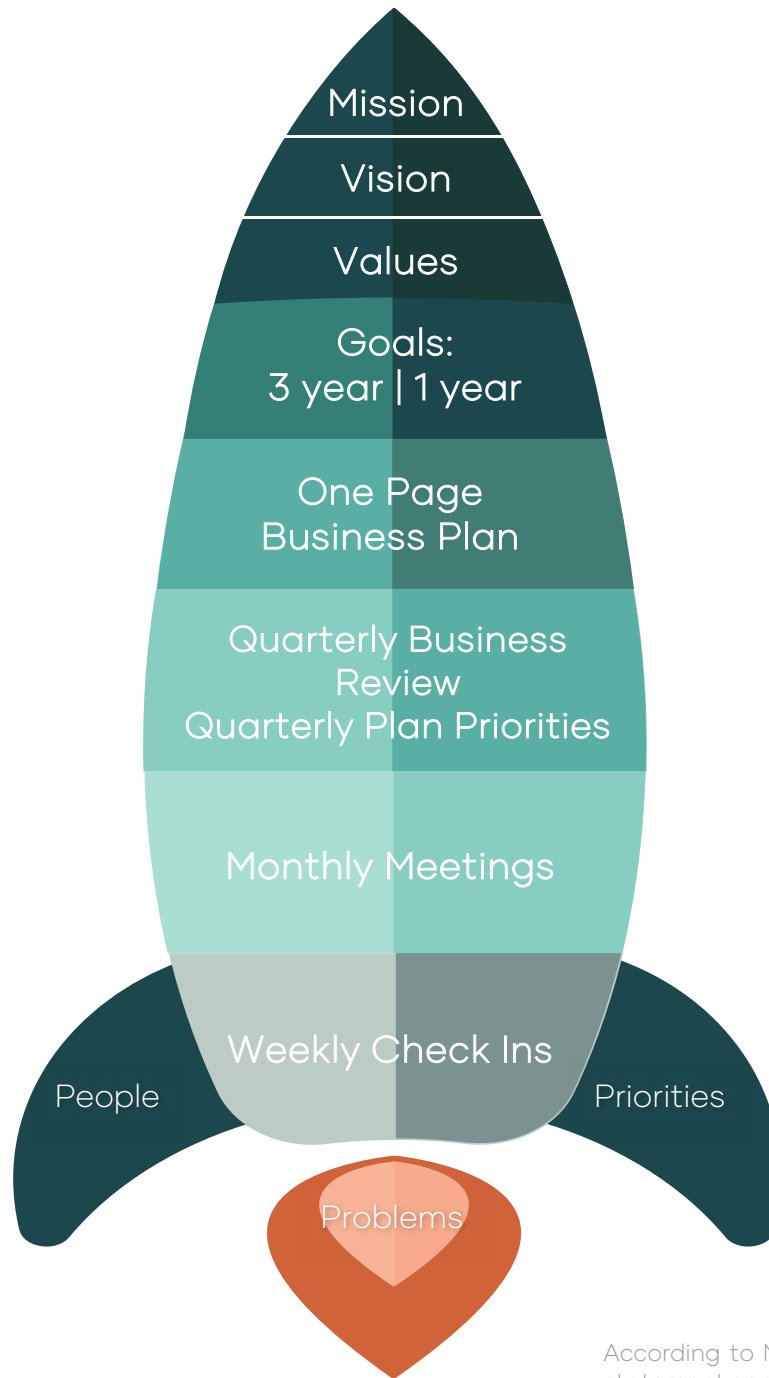 Mission
Vision
Values
Goals:
3 year | 1 year
One Page
Business Plan
Quarterly Business
Review
Quarterly Plan Priorities
Monthly Meetings
Weekly Check Ins
People
Priorities
Problems
According to